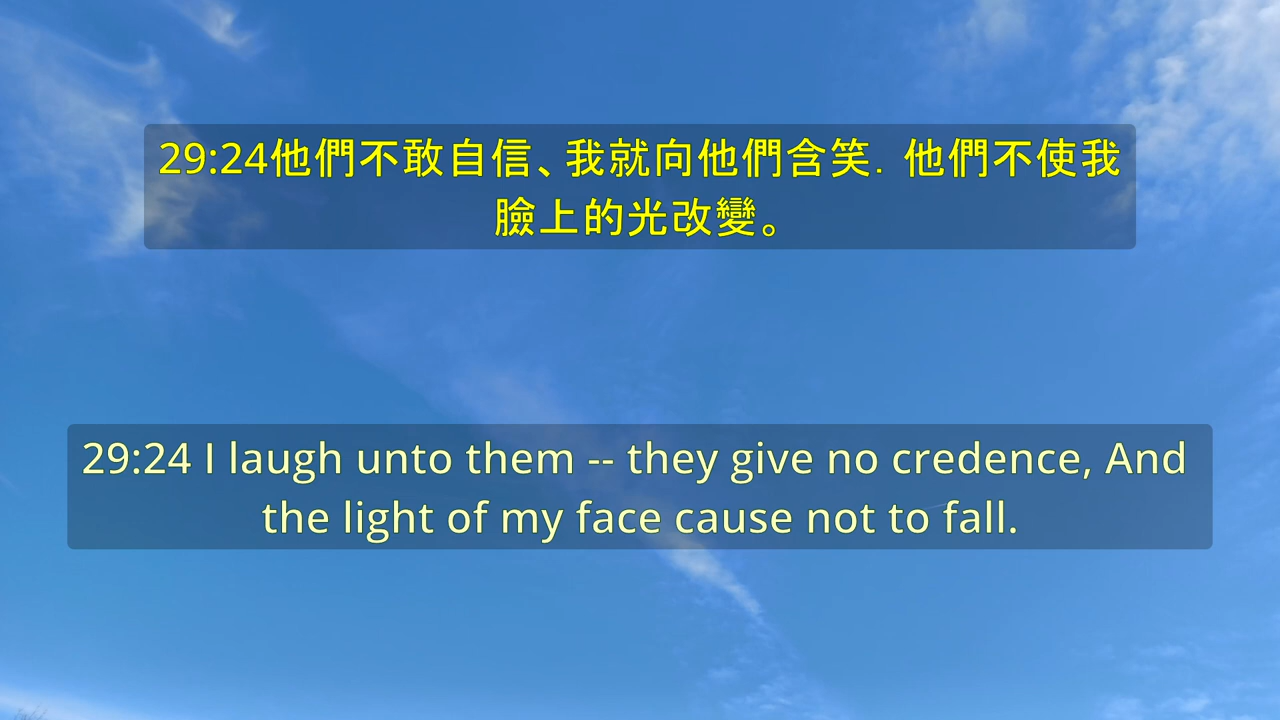 29:24他們不敢自信、我就向他們含笑．他們不使我
臉上的光改變。
29:24 I laugh unto them -- they give no credence, And
the light of my face cause not to fall.